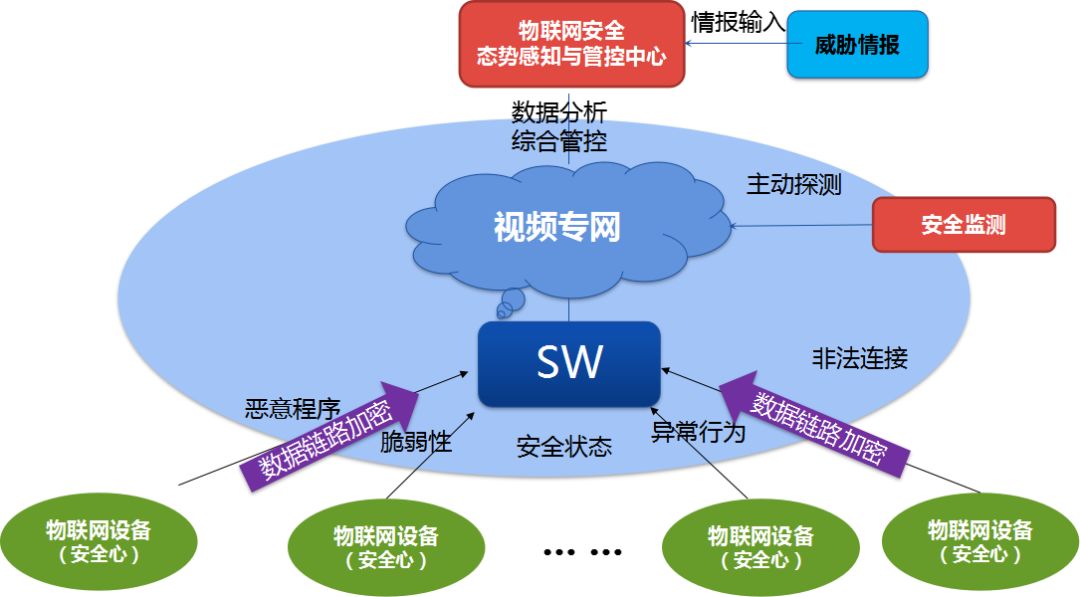 物联网安全
态势感知与管控中心
情报输入
威胁情报
数据分析
综合管控
主动探测
视频专网
安全监测
SW
非法连接
恶意程序
数据链路加密
脆弱性
安全状态
异常行为
数据链路加密
物联网设备
（安全心）
物联网设备
（安全心）
... ...
物联网设备
（安全心）
物联网设备
（安全心）